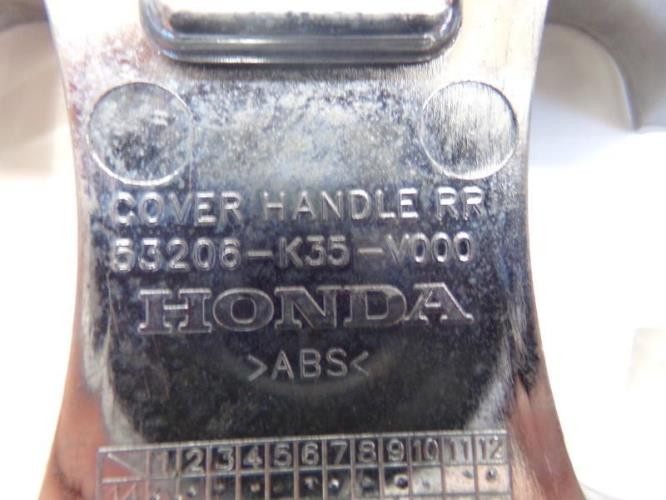 COVER HANDLE RR
53206-K35-V000
HONDA
>ABS<
1 2 3 4 5 6 7 8 9 10 11 12